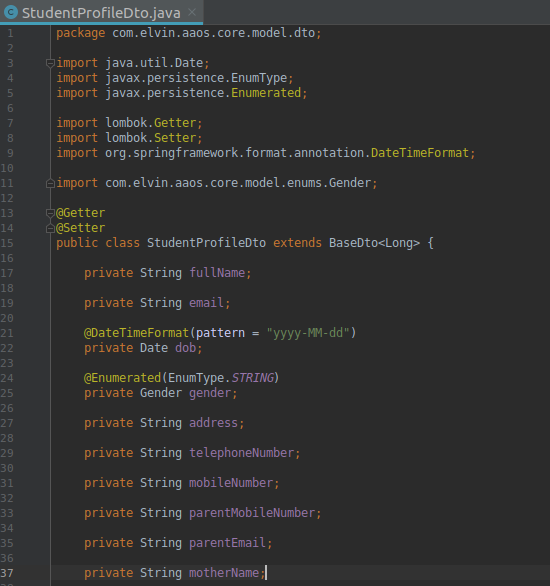 StudentProfileDto.java
1 package com.elvin.aaos.core.model.dto;
2
3 import java.util.Date;
4 import javax.persistence.EnumType;
5 import javax.persistence.Enumerated;
6
7 import lombok.Getter;
8 import lombok.Setter;
9 import org.springframework.format.annotation.DateTimeFormat;
10
11 import com.elvin.aaos.core.model.enums.Gender;
12
13 @Getter
14 @Setter
15 public class StudentProfileDto extends BaseDto<Long> {
16
17 private String fullName;
18
19 private String email;
20
21 @DateTimeFormat(pattern = "yyyy-MM-dd")
22 private Date dob;
23
24 @Enumerated(EnumType.STRING)
25 private Gender gender;
26
27 private String address;
28
29 private String telephoneNumber;
30
31 private String mobileNumber;
32
33 private String parentMobileNumber;
34
35 private String parentEmail;
36
37 private String motherName;